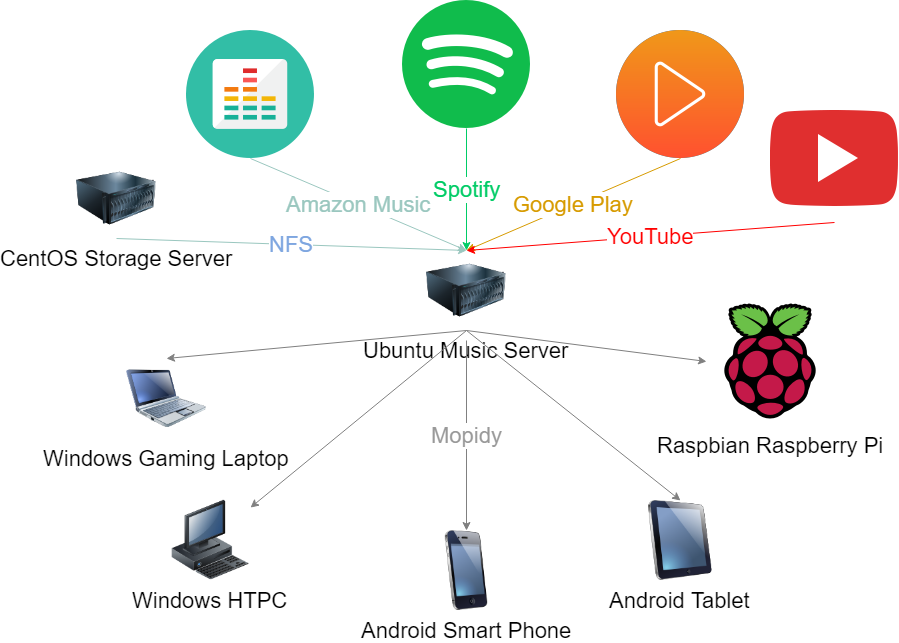 Spotify
Amazon Music
Google Play
YouTube
NFS
CentOS Storage Server
Ubuntu Music Server
Mopidy
Raspbian Raspberry Pi
Windows Gaming Laptop
Windows HTPC
Android Tablet
Android Smart Phone